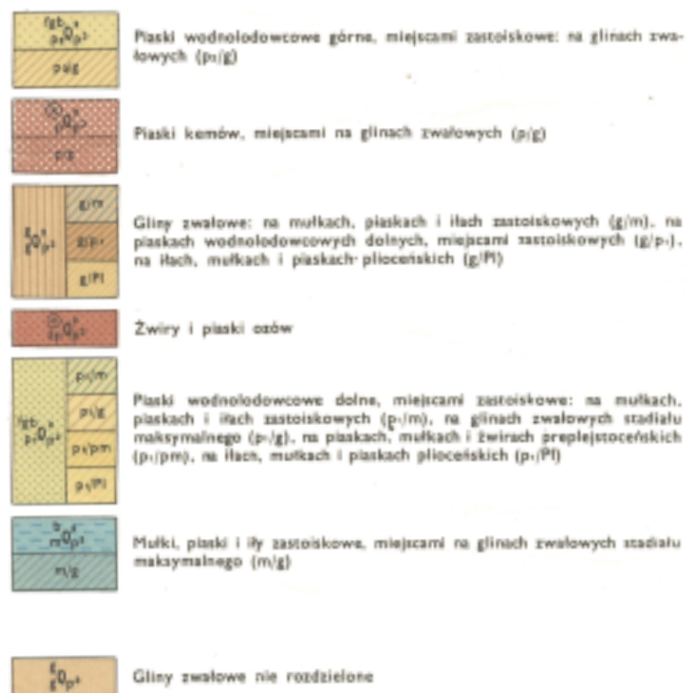 Piaski wodnolodowcowe górne, miejscami zastoiskowe: na glinach zwa-
łowych (p₂/g)
Piaski kemów, miejscami na glinach zwałowych (p/g)
p/g
g/m
g/p₁
g/Pl
Gliny zwałowe: na mułkach, piaskach i iłach zastoiskowych (g/m), na
piaskach wodnolodowcowych dolnych, miejscami zastoiskowych (g/p₁),
na iłach, mułkach i piaskach plioceńskich (g/Pl)
Żwiry i piaski ozów
p₁/m
p₁/g
p₁/pm
p₁/Pl
Piaski wodnolodowcowe dolne, miejscami zastoiskowe: na mułkach,
piaskach i iłach zastoiskowych (p₁/m), na glinach zwałowych stadiału
maksymalnego (p₁/g), na piaskach, mułkach i żwirach preplejstoceńskich
(p₁/pm), na iłach, mułkach i piaskach plioceńskich (p₁/Pl)
m/g
Mułki, piaski i iły zastoiskowe, miejscami na glinach zwałowych stadiału
maksymalnego (m/g)
Gliny zwałowe nie rozdzielone